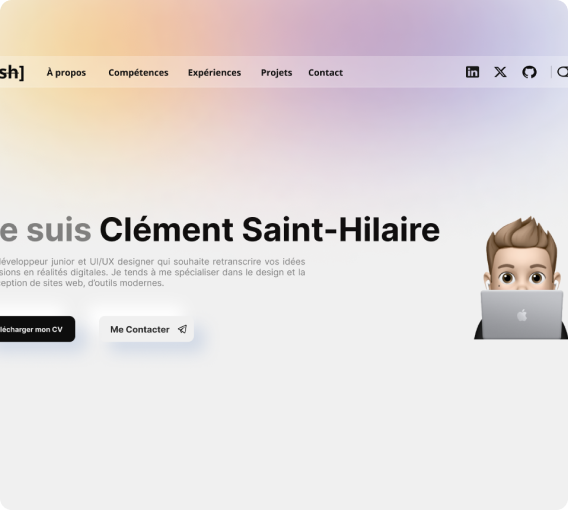 sh]
À propos
Compétences
Expériences
Projets
Contact
e suis Clément Saint-Hilaire
développeur junior et UI/UX designer qui souhaite retranscrire vos idées
sions en réalités digitales. Je tends à me spécialiser dans le design et la
eption de sites web, d'outils modernes.
lécharger mon CV
Me Contacter